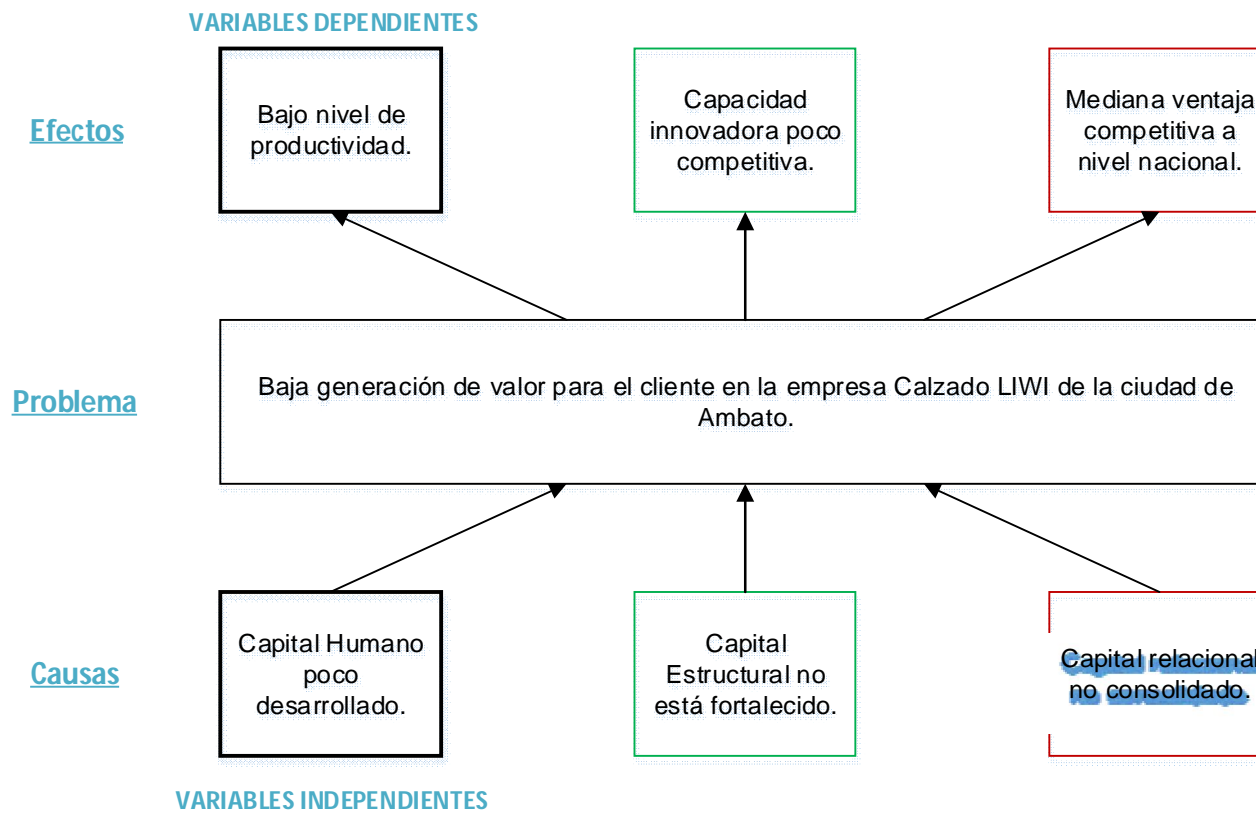 VARIABLES DEPENDIENTES
Efectos
Bajo nivel de
productividad.
Capacidad
innovadora poco
competitiva.
Mediana ventaja
competitiva a
nivel nacional.
Problema
Baja generación de valor para el cliente en la empresa Calzado LIWI de la ciudad de
Ambato.
Causas
Capital Humano
poco
desarrollado.
Capital
Estructural no
está fortalecido.
Capital relacional
no consolidado.
VARIABLES INDEPENDIENTES